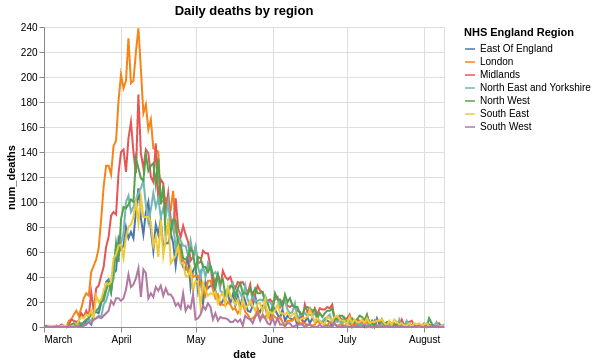 Daily deaths by region
240
220
200
180
160
140
120
100
80
60
40
20
0
num_deaths
March April May June July August
date
NHS England Region
East Of England
London
Midlands
North East and Yorkshire
North West
South East
South West